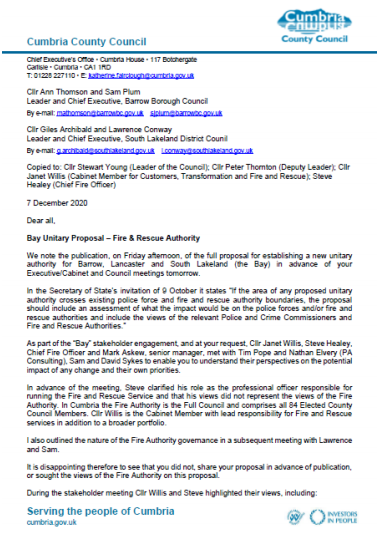 Cumbria
County Council
Cumbria County Council
Chief Executive's Office • Cumbria House • 117 Botchergate
Carlisle • Cumbria • CA1 1RD
T: 01228 227110 • E: katherine.fairclough@cumbria.gov.uk
Cllr Ann Thomson and Sam Plum
Leader and Chief Executive, Barrow Borough Council
By e-mail: mathomson@barrowbc.gov.uk sjplum@barrowbc.gov.uk
Cllr Giles Archibald and Lawrence Conway
Leader and Chief Executive, South Lakeland District Counil
By e-mail: g.archibald@southlakeland.gov.uk l.conway@southlakeland.gov.uk
Copied to: Cllr Stewart Young (Leader of the Council); Cllr Peter Thornton (Deputy Leader); Cllr
Janet Willis (Cabinet Member for Customers, Transformation and Fire and Rescue); Steve
Healey (Chief Fire Officer)
7 December 2020
Dear all,
Bay Unitary Proposal – Fire & Rescue Authority
We note the publication, on Friday afternoon, of the full proposal for establishing a new unitary
authority for Barrow, Lancaster and South Lakeland (the Bay) in advance of your
Executive/Cabinet and Council meetings tomorrow.
In the Secretary of State's invitation of 9 October it states "If the area of any proposed unitary
authority crosses existing police force and fire and rescue authority boundaries, the proposal
should include an assessment of what the impact would be on the police forces and/or fire and
rescue authorities and include the views of the relevant Police and Crime Commissioners and
Fire and Rescue Authorities."
As part of the "Bay" stakeholder engagement, and at your request, Cllr Janet Willis, Steve Healey,
Chief Fire Officer and Mark Askew, senior manager, met with Tim Pope and Nathan Elvery (PA
Consulting), Sam and David Sykes to enable you to understand their perspectives on the potential
impact of any change and their own priorities.
In advance of the meeting, Steve clarified his role as the professional officer responsible for
running the Fire and Rescue Service and that his views did not represent the views of the Fire
Authority. In Cumbria the Fire Authority is the Full Council and comprises all 84 Elected County
Council Members. Cllr Willis is the Cabinet Member with lead responsibility for Fire and Rescue
services in addition to a broader portfolio.
I also outlined the nature of the Fire Authority governance in a subsequent meeting with Lawrence
and Sam.
It is disappointing therefore to see that you did not, share your proposal in advance of publication,
or sought the views of the Fire Authority on this proposal.
During the stakeholder meeting Cllr Willis and Steve highlighted their views, including:
Serving the people of Cumbria
cumbria.gov.uk
INVESTORS
IN PEOPLE